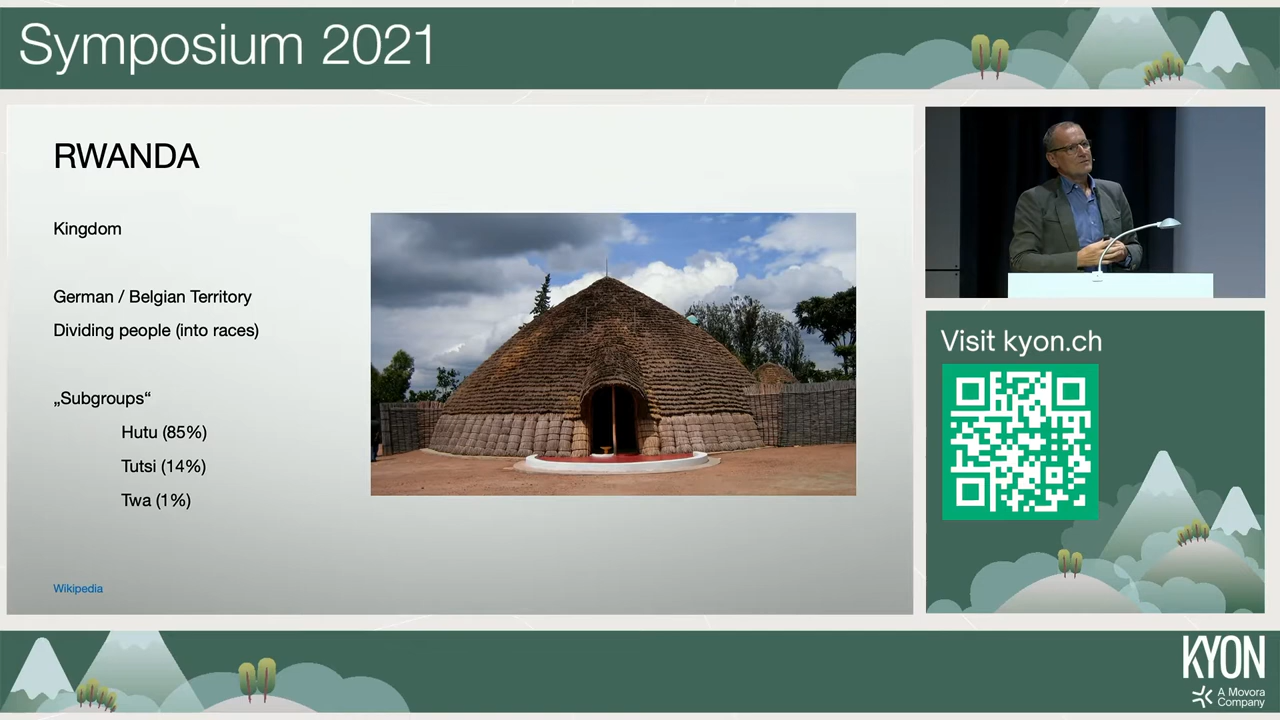 Symposium 2021
RWANDA
Kingdom
German / Belgian Territory
Dividing people (into races)
„Subgroups“
Hutu (85%)
Tutsi (14%)
Twa (1%)
Wikipedia
Visit kyon.ch
KYON
A Movora
Company